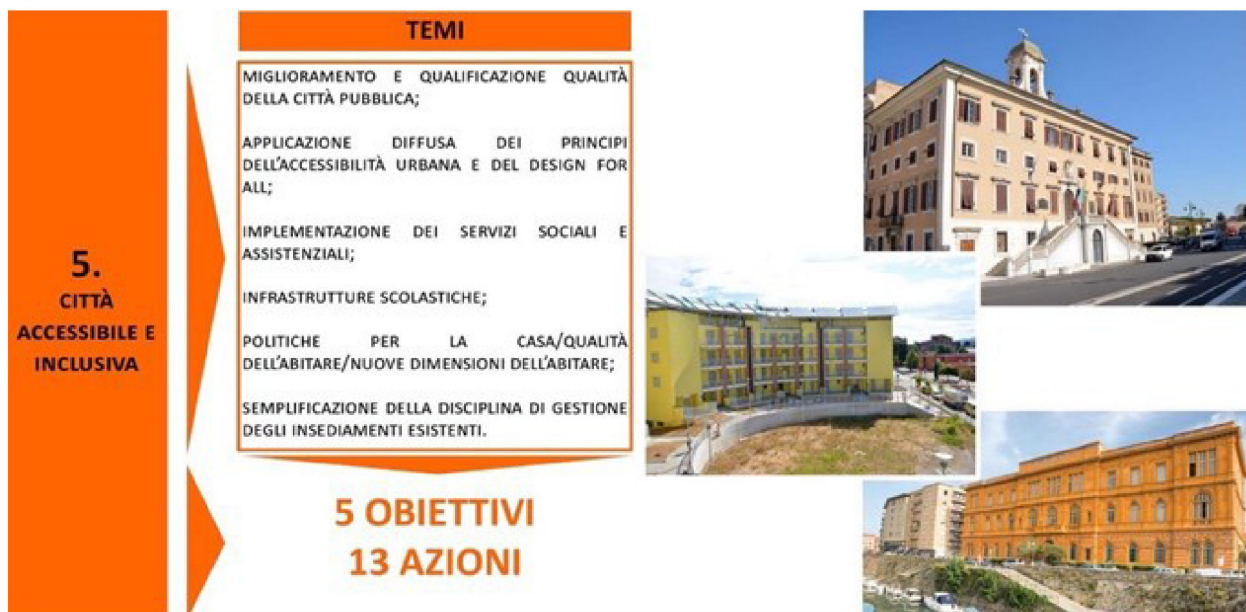 5.
CITTÀ
ACCESSIBILE E
INCLUSIVA
TEMI
MIGLIORAMENTO E QUALIFICAZIONE QUALITÀ
DELLA CITTÀ PUBBLICA;
APPLICAZIONE DIFFUSA DEI PRINCIPI
DELL'ACCESSIBILITÀ URBANA E DEL DESIGN FOR
ALL;
IMPLEMENTAZIONE DEI SERVIZI SOCIALI E
ASSISTENZIALI;
INFRASTRUTTURE SCOLASTICHE;
POLITICHE PER LA CASA/QUALITÀ
DELL'ABITARE/NUOVE DIMENSIONI DELL'ABITARE;
SEMPLIFICAZIONE DELLA DISCIPLINA DI GESTIONE
DEGLI INSEDIAMENTI ESISTENTI.
5 OBIETTIVI
13 AZIONI